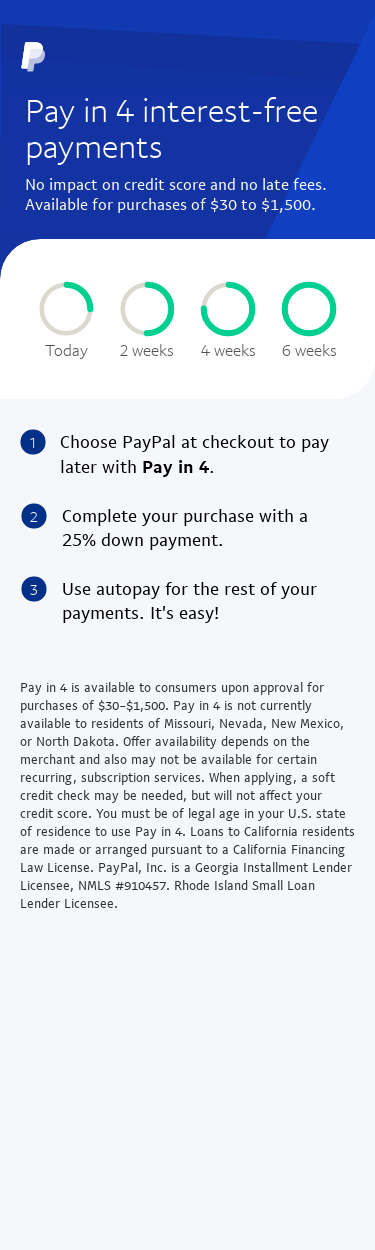 Pay in 4 interest-free
payments
No impact on credit score and no late fees.
Available for purchases of $30 to $1,500.
Today
2 weeks
4 weeks
6 weeks
1
Choose PayPal at checkout to pay
later with Pay in 4.
2
Complete your purchase with a
25% down payment.
3
Use autopay for the rest of your
payments. It's easy!
Pay in 4 is available to consumers upon approval for
purchases of $30–$1,500. Pay in 4 is not currently
available to residents of Missouri, Nevada, New Mexico,
or North Dakota. Offer availability depends on the
merchant and also may not be available for certain
recurring, subscription services. When applying, a soft
credit check may be needed, but will not affect your
credit score. You must be of legal age in your U.S. state
of residence to use Pay in 4. Loans to California residents
are made or arranged pursuant to a California Financing
Law License. PayPal, Inc. is a Georgia Installment Lender
Licensee, NMLS #910457. Rhode Island Small Loan
Lender Licensee.